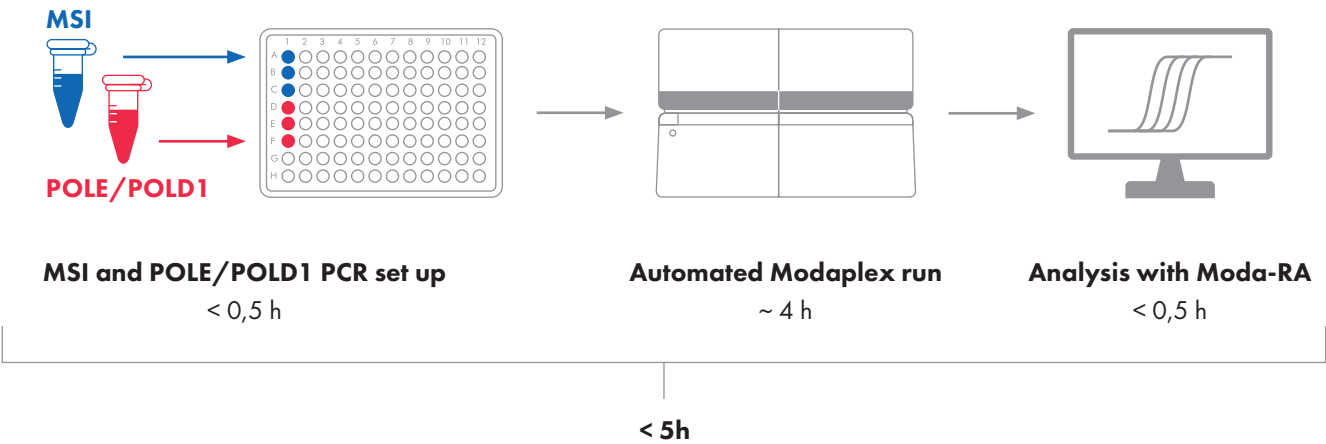 MSI
1 2 3 4 5 6 7 8 9 10 11 12
A
B
C
D
E
F
G
H
POLE/POLD1
MSI and POLE/POLD1 PCR set up
< 0,5 h
Automated Modaplex run
~ 4 h
Analysis with Moda-RA
< 0,5 h
< 5h